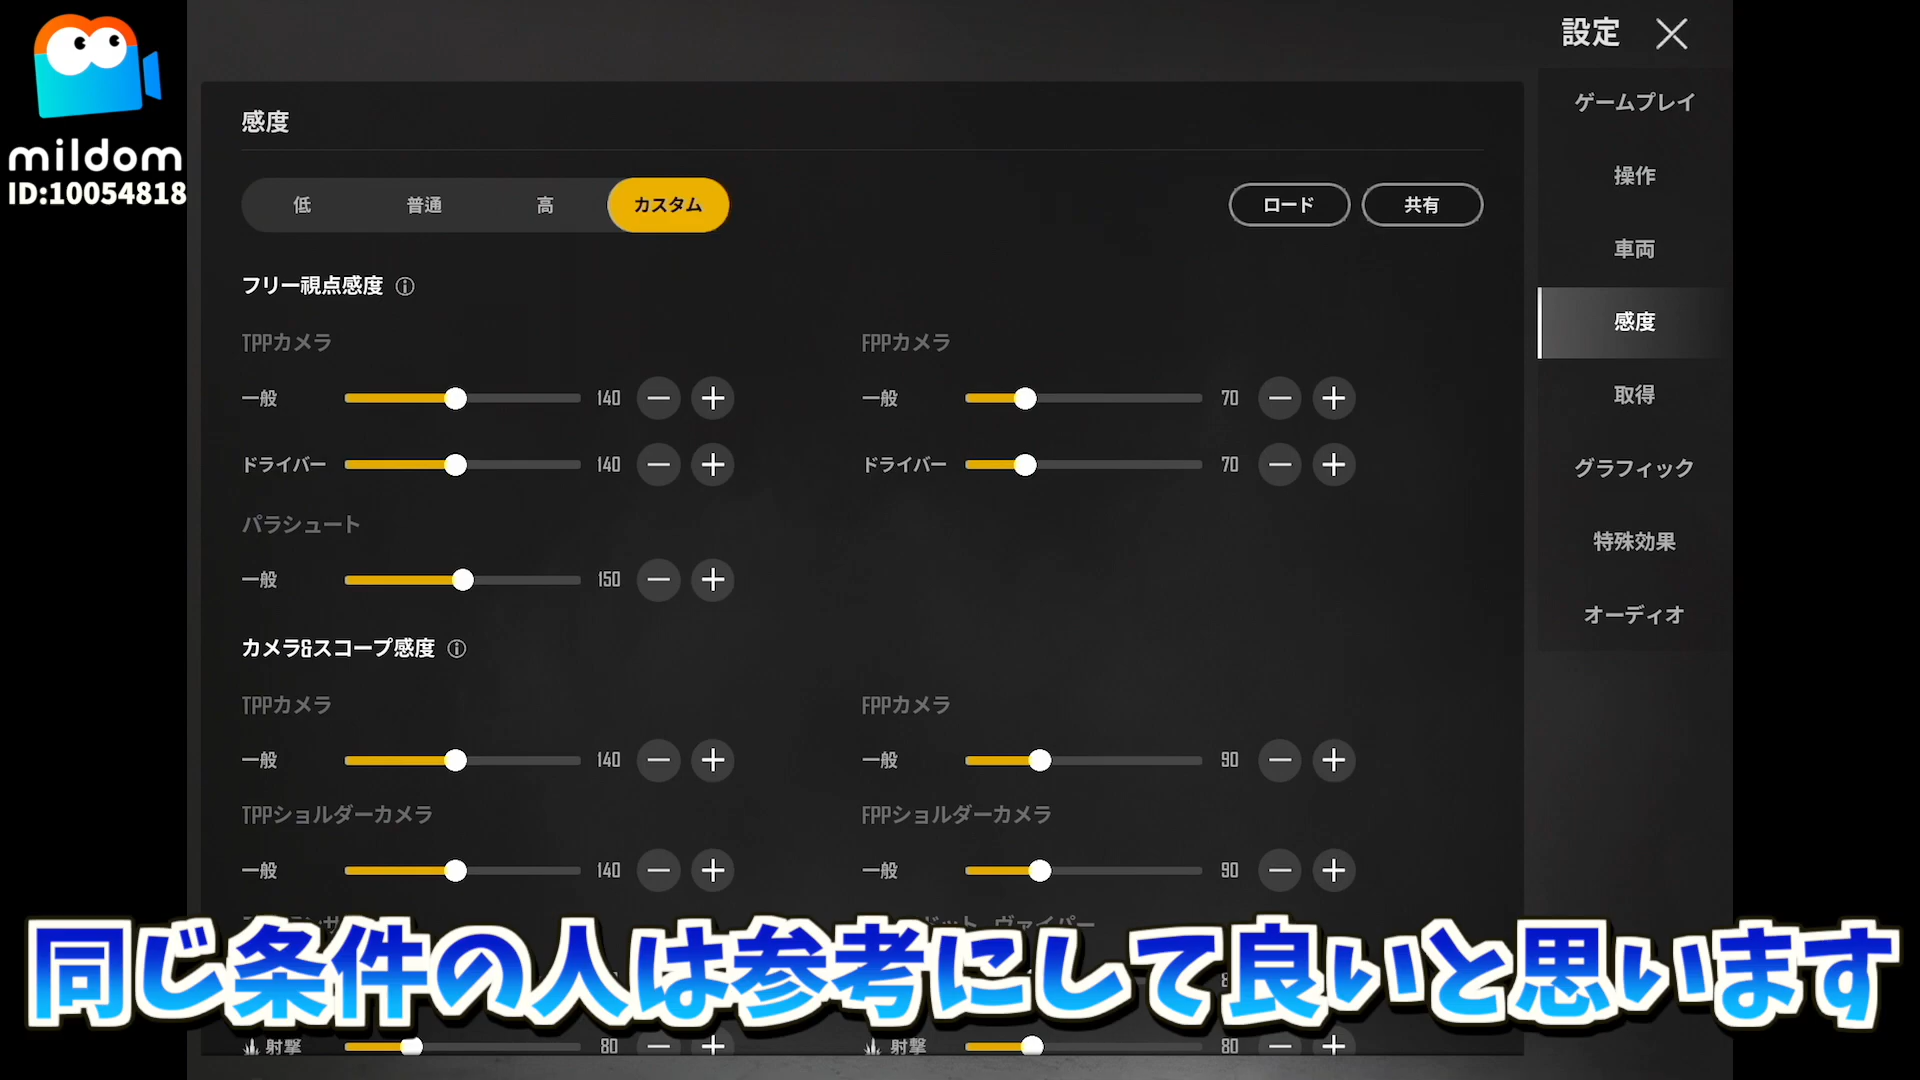 mildom
ID:10054818
設定
ゲームプレイ
操作
車両
感度
取得
グラフィック
特殊効果
オーディオ
感度
低 普通 高 カスタム
ロード 共有
フリー視点感度
TPPカメラ FPPカメラ
一般 140 一般 70
ドライバー 140 ドライバー 70
パラシュート
一般 150
カメラ&スコープ感度
TPPカメラ FPPカメラ
一般 140 一般 90
TPPショルダーカメラ FPPショルダーカメラ
一般 140 一般 90
同じ条件の人は参考にして良いと思います
射撃 80 射撃 80